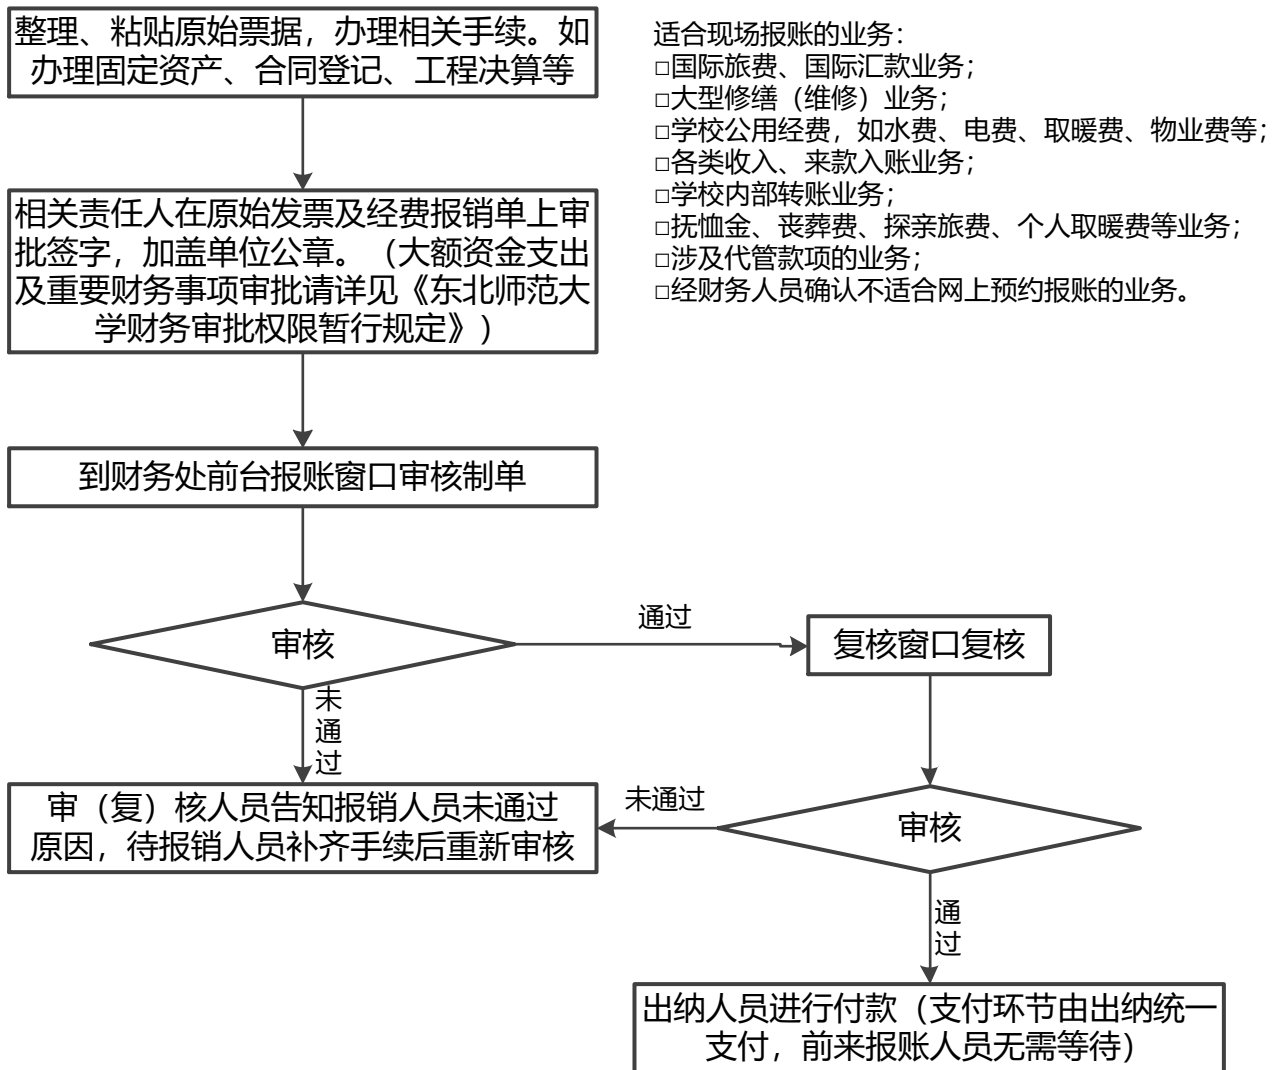 整理、粘贴原始票据，办理相关手续。如
办理固定资产、合同登记、工程决算等
适合现场报账的业务：
□国际旅费、国际汇款业务；
□大型修缮（维修）业务；
□学校公用经费，如水费、电费、取暖费、物业费等；
□各类收入、来款入账业务；
□学校内部转账业务；
□抚恤金、丧葬费、探亲旅费、个人取暖费等业务；
□涉及代管款项的业务；
□经财务人员确认不适合网上预约报账的业务。
相关责任人在原始发票及经费报销单上审
批签字，加盖单位公章。（大额资金支出
及重要财务事项审批请详见《东北师范大
学财务审批权限暂行规定》）
到财务处前台报账窗口审核制单
审核
通过
复核窗口复核
未
通
过
审（复）核人员告知报销人员未通过
原因，待报销人员补齐手续后重新审核
未通过
审核
通
过
出纳人员进行付款（支付环节由出纳统一
支付，前来报账人员无需等待）